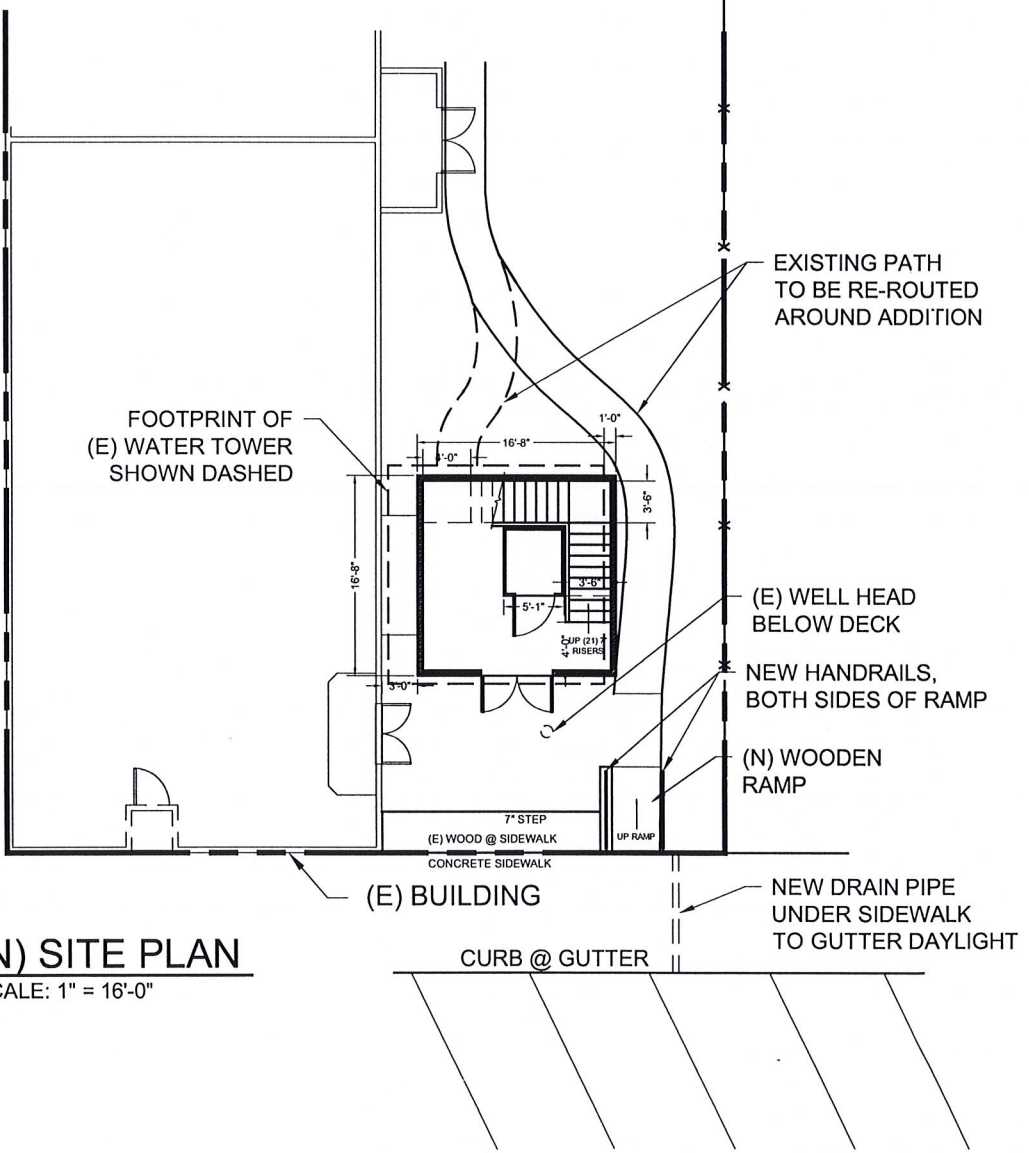 EXISTING PATH
TO BE RE-ROUTED
AROUND ADDITION
FOOTPRINT OF
(E) WATER TOWER
SHOWN DASHED
1'-0"
16'-8"
4'-0"
3'-6"
16'-8"
3'-6"
5'-1"
UP (21) 7"
RISERS
4'-0"
3'-0"
(E) WELL HEAD
BELOW DECK
NEW HANDRAILS,
BOTH SIDES OF RAMP
(N) WOODEN
RAMP
7" STEP
(E) WOOD @ SIDEWALK
UP RAMP
CONCRETE SIDEWALK
(E) BUILDING
NEW DRAIN PIPE
UNDER SIDEWALK
TO GUTTER DAYLIGHT
N) SITE PLAN
CALE: 1" = 16'-0"
CURB @ GUTTER